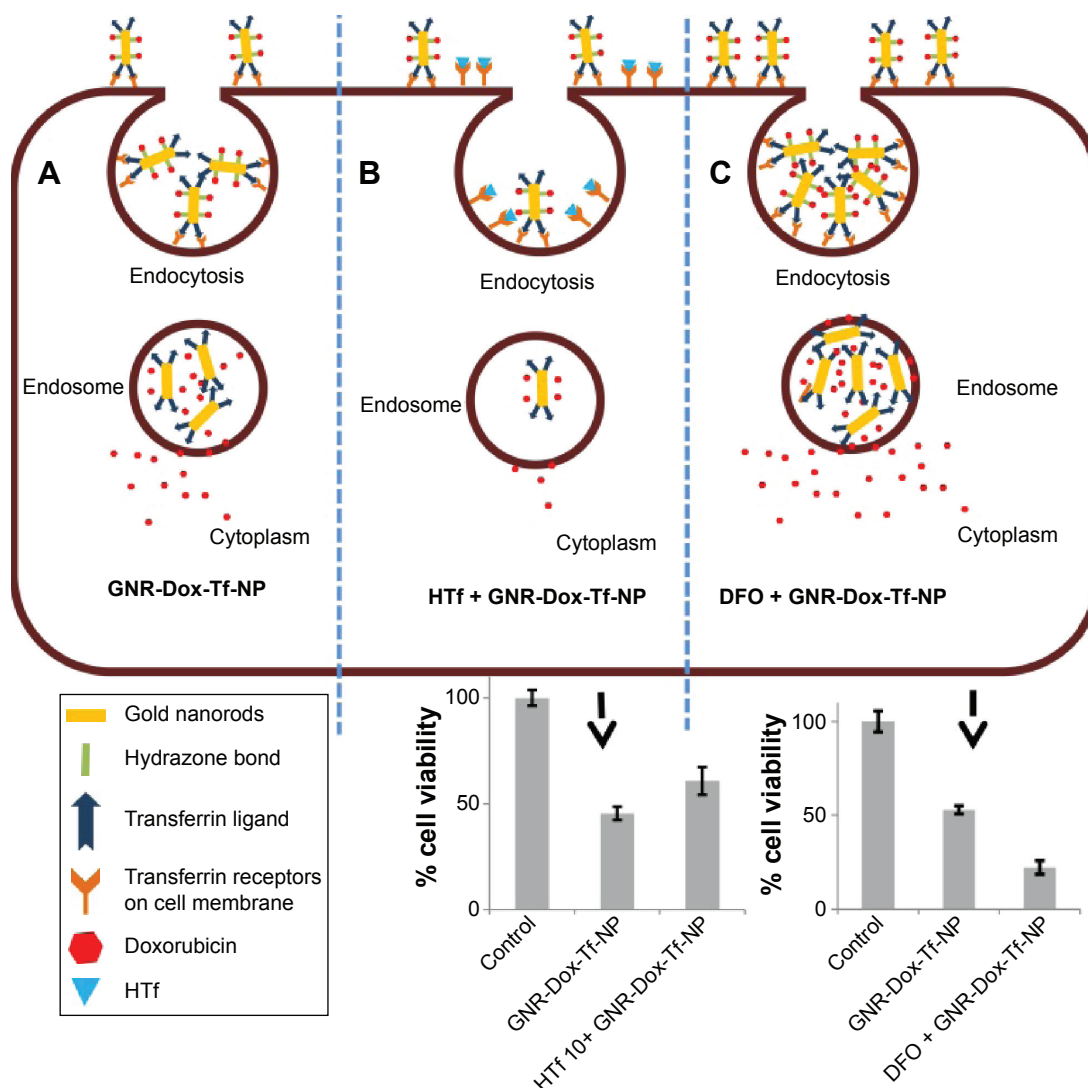 A
B
C
Endocytosis
Endocytosis
Endocytosis
Endosome
Endosome
Endosome
Cytoplasm
Cytoplasm
Cytoplasm
GNR-Dox-Tf-NP
HTf + GNR-Dox-Tf-NP
DFO + GNR-Dox-Tf-NP
Gold nanorods
Hydrazone bond
Transferrin ligand
Transferrin receptors
on cell membrane
Doxorubicin
HTf
% cell viability
100
50
0
Control
GNR-Dox-Tf-NP
HTf 10+ GNR-Dox-Tf-NP
% cell viability
100
50
0
Control
GNR-Dox-Tf-NP
DFO + GNR-Dox-Tf-NP